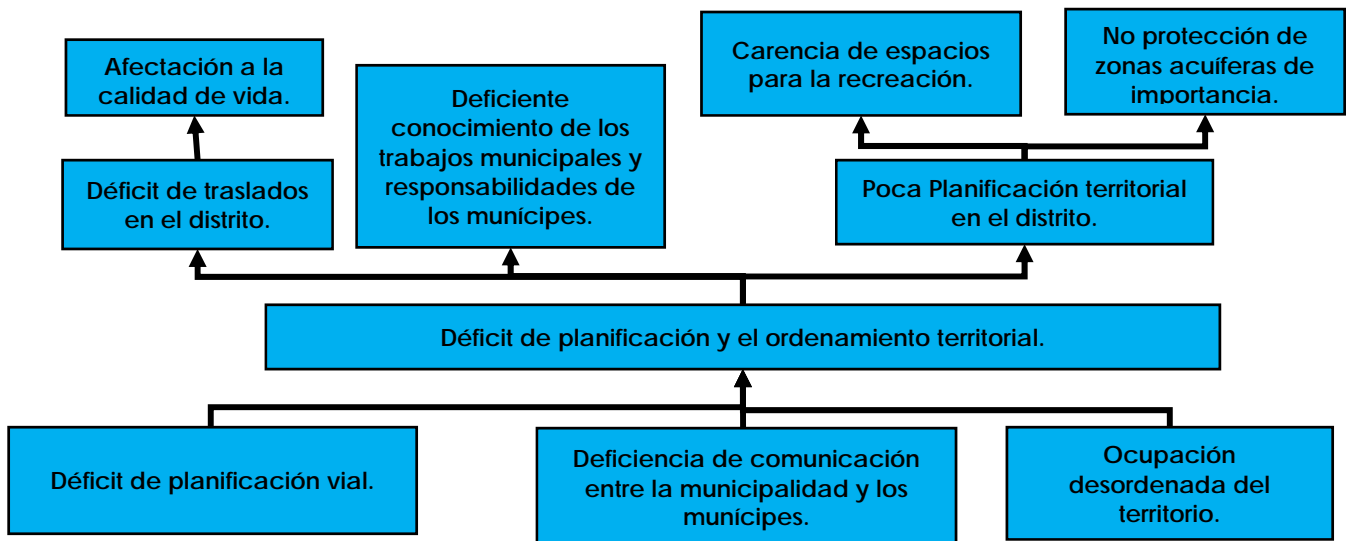 Afectación a la
calidad de vida.
Deficiente
conocimiento de los
trabajos municipales y
responsabilidades de
los munícipes.
Carencia de espacios
para la recreación.
No protección de
zonas acuíferas de
importancia.
Déficit de traslados
en el distrito.
Poca Planificación territorial
en el distrito.
Déficit de planificación y el ordenamiento territorial.
Déficit de planificación vial.
Deficiencia de comunicación
entre la municipalidad y los
munícipes.
Ocupación
desordenada del
territorio.